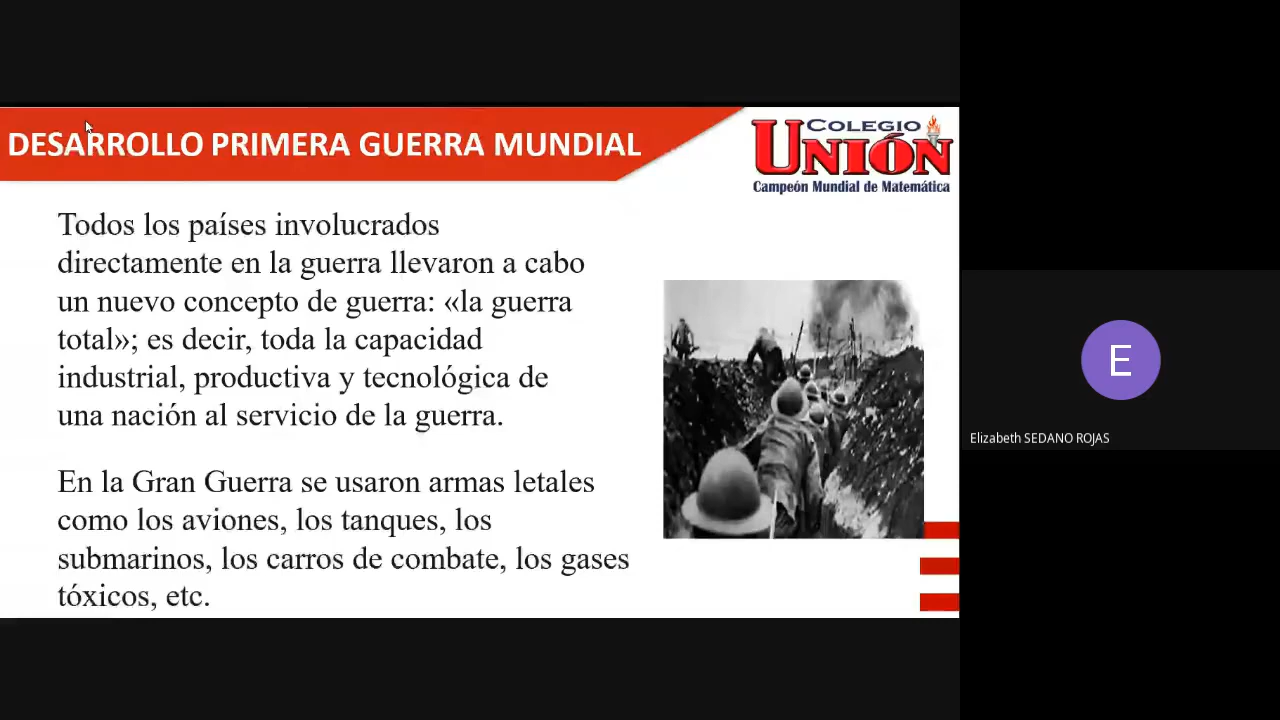 DESARROLLO PRIMERA GUERRA MUNDIAL
COLEGIO
UNIÓN
Campeón Mundial de Matemática
Todos los países involucrados
directamente en la guerra llevaron a cabo
un nuevo concepto de guerra: «la guerra
total»; es decir, toda la capacidad
industrial, productiva y tecnológica de
una nación al servicio de la guerra.
En la Gran Guerra se usaron armas letales
como los aviones, los tanques, los
submarinos, los carros de combate, los gases
tóxicos, etc.
E
Elizabeth SEDANO ROJAS